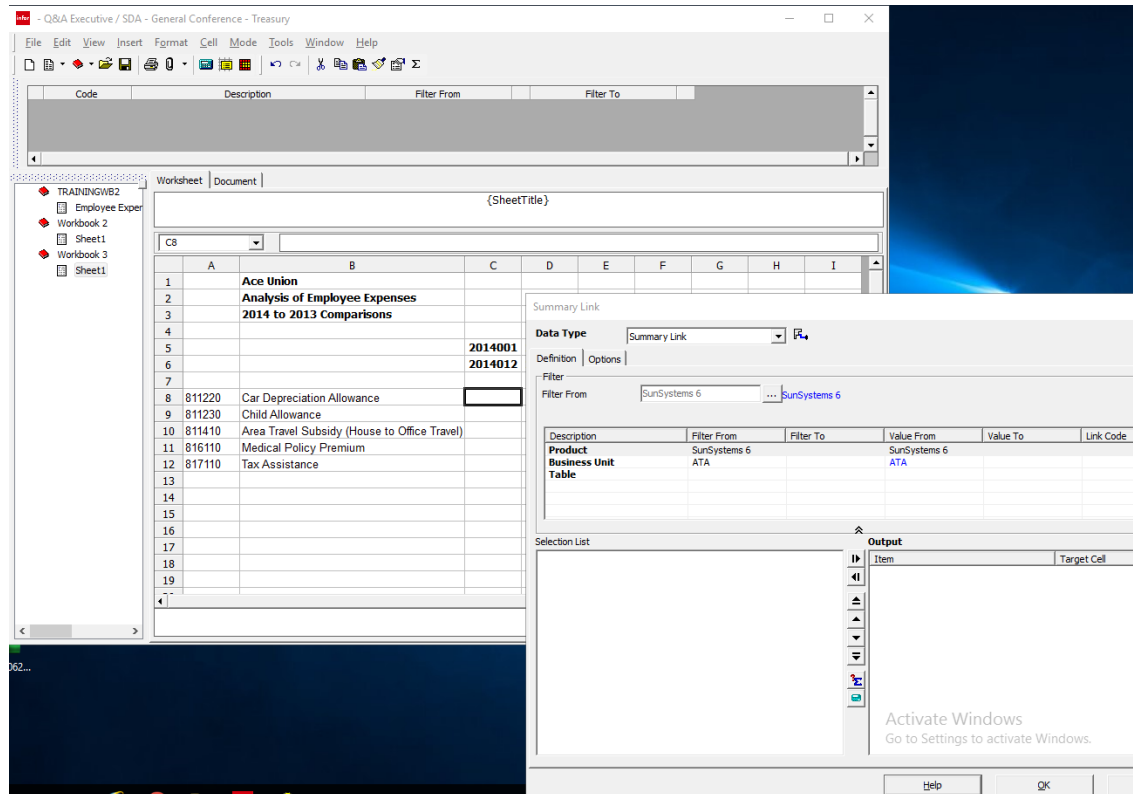 infor - Q&A Executive / SDA - General Conference - Treasury
File Edit View Insert Format Cell Mode Tools Window Help
Code Description Filter From Filter To
Worksheet Document
TRAININGWB2
Employee Exper
Workbook 2
Sheet1
Workbook 3
Sheet1
{SheetTitle}
C8
A B C D E F G H I
1 Ace Union
2 Analysis of Employee Expenses
3 2014 to 2013 Comparisons
4
5 2014001
6 2014012
7
8 811220 Car Depreciation Allowance
9 811230 Child Allowance
10 811410 Area Travel Subsidy (House to Office Travel)
11 816110 Medical Policy Premium
12 817110 Tax Assistance
13
14
15
16
17
18
19
Summary Link
Data Type Summary Link
Definition Options
Filter
Filter From SunSystems 6 ... SunSystems 6
Description Filter From Filter To Value From Value To Link Code
Product SunSystems 6 SunSystems 6
Business Unit ATA ATA
Table
Selection List Output
Item Target Cell
Activate Windows
Go to Settings to activate Windows.
Help OK
062...